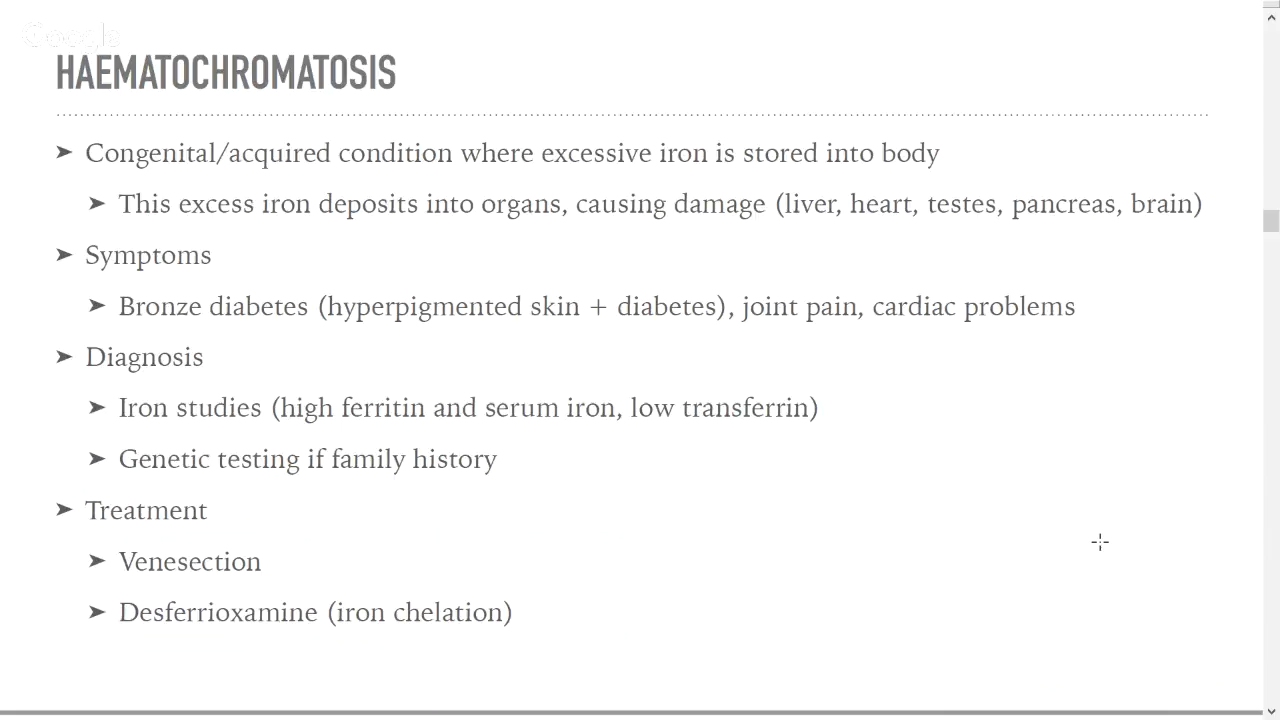 HAEMATOCHROMATOSIS
➤ Congenital/acquired condition where excessive iron is stored into body
➤ This excess iron deposits into organs, causing damage (liver, heart, testes, pancreas, brain)
➤ Symptoms
➤ Bronze diabetes (hyperpigmented skin + diabetes), joint pain, cardiac problems
➤ Diagnosis
➤ Iron studies (high ferritin and serum iron, low transferrin)
➤ Genetic testing if family history
➤ Treatment
➤ Venesection
➤ Desferrioxamine (iron chelation)